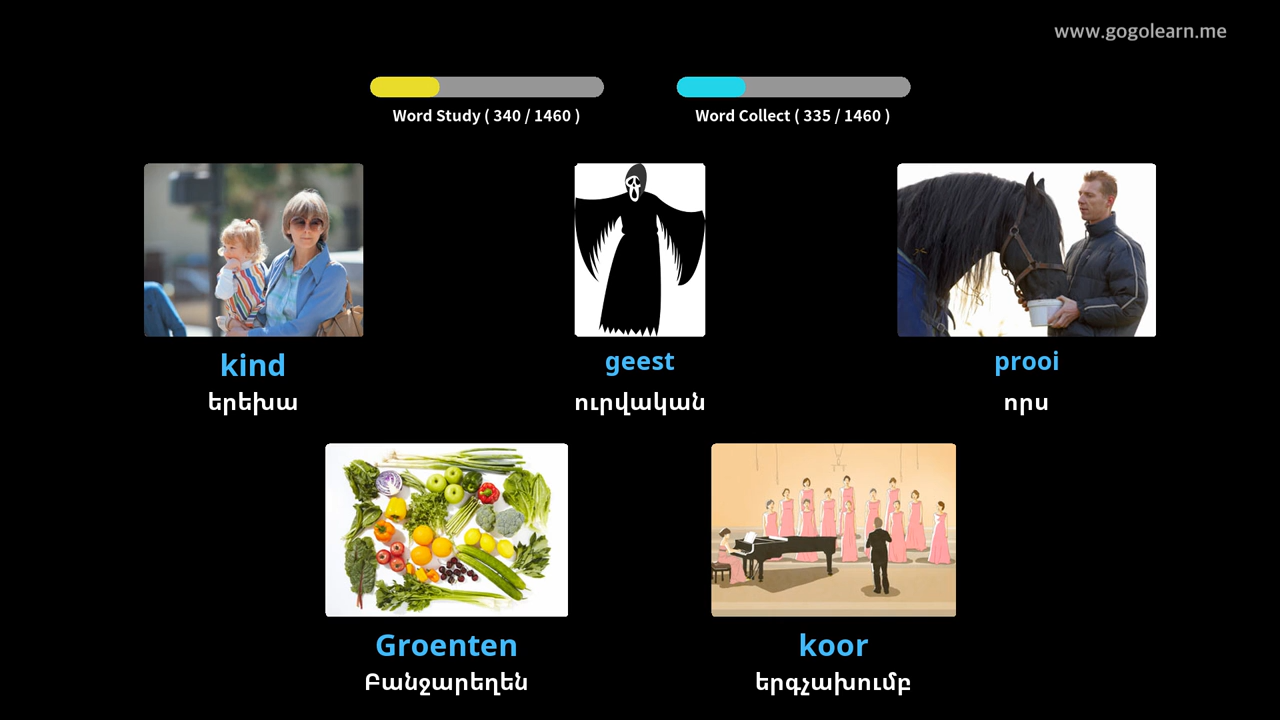 www.gogolearn.me
Word Study ( 340 / 1460 )
Word Collect ( 335 / 1460 )
kind
երեխա
geest
ուրվական
prooi
որս
Groenten
Բանջարեղեն
koor
երգչախումբ